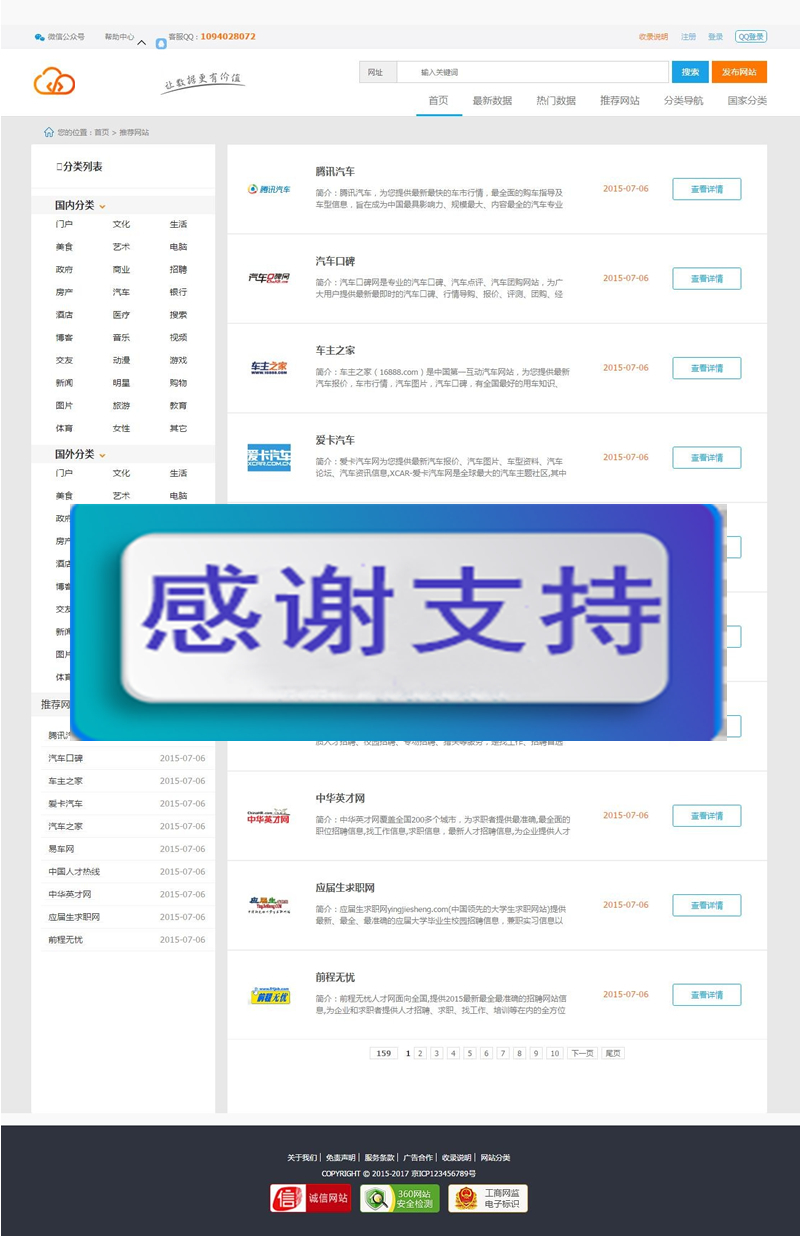 微信公众号 帮助中心 客服QQ：1094028072 收录说明 注册 登录 QQ登录
让数据更有价值
网址 输入关键词 搜索 发布网站
首页 最新数据 热门数据 推荐网站 分类导航 国家分类
您的位置：首页 > 推荐网站
分类列表
国内分类
门户 文化 生活
美食 艺术 电脑
政府 商业 招聘
房产 汽车 银行
酒店 医疗 搜索
博客 音乐 视频
交友 动漫 游戏
新闻 明星 购物
图片 旅游 教育
体育 女性 其它
国外分类
门户 文化 生活
美食 艺术 电脑
政府
房产
酒店
博客
交友
新闻
图片
体育
推荐网
腾讯汽
汽车口碑 2015-07-06
车主之家 2015-07-06
爱卡汽车 2015-07-06
汽车之家 2015-07-06
易车网 2015-07-06
中国人才热线 2015-07-06
中华英才网 2015-07-06
应届生求职网 2015-07-06
前程无忧 2015-07-06
腾讯汽车
腾讯汽车
简介：腾讯汽车，为您提供最新最快的车市行情，最全面的购车指导及
车型信息，旨在成为中国最具影响力、规模最大、内容最全的汽车专业
2015-07-06 查看详情
汽车口碑网
汽车口碑
简介：汽车口碑网是专业的汽车口碑、汽车点评、汽车团购网站，为广
大用户提供最新最即时的汽车口碑、行情导购、报价、评测、团购、经
2015-07-06 查看详情
车主之家
WWW.16888.COM
车主之家
简介：车主之家（16888.com）是中国第一互动汽车网站，为您提供最新
汽车报价，车市行情，汽车图片，汽车口碑，有全国最好的用车知识。
2015-07-06 查看详情
爱卡汽车
XCAR.COM.CN
爱卡汽车
简介：爱卡汽车网为您提供最新汽车报价、汽车图片、车型资料、汽车
论坛、汽车资讯信息,XCAR-爱卡汽车网是全球最大的汽车主题社区,其中
2015-07-06 查看详情
感谢支持
中华英才网
中华英才网
简介：中华英才网覆盖全国200多个城市，为求职者提供最准确,最全面的
职位招聘信息,找工作信息,求职信息，最新人才招聘信息,为企业提供人才
2015-07-06 查看详情
应届生
应届生求职网
简介：应届生求职网yingjiesheng.com(中国领先的大学生求职网站)提供
最新、最全、最准确的应届大学毕业生校园招聘信息，兼职实习信息以
2015-07-06 查看详情
前程无忧
前程无忧
简介：前程无忧人才网面向全国,提供2015最新最全最准确的招聘网站信
息,为企业和求职者提供人才招聘、求职、找工作、培训等在内的全方位
2015-07-06 查看详情
159 1 2 3 4 5 6 7 8 9 10 下一页 尾页
关于我们 | 免责声明 | 服务条款 | 广告合作 | 收录说明 | 网站分类
COPYRIGHT © 2015-2017 京ICP123456789号
信 诚信网站 360网站 工商网监
安全检测 电子标识